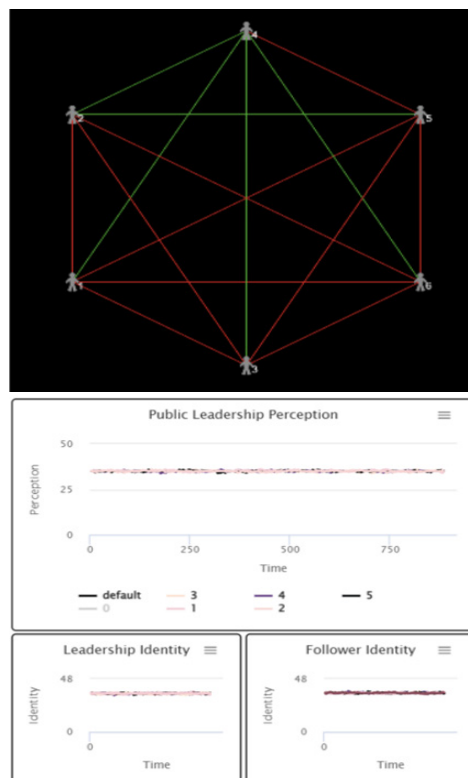 4
2
5
1
6
3
Public Leadership Perception
50
Perception
25
0
0 250 500 750
Time
default 3 4 5
0 1 2
Leadership Identity Follower Identity
48 48
Identity Identity
0 0
0 0
Time Time